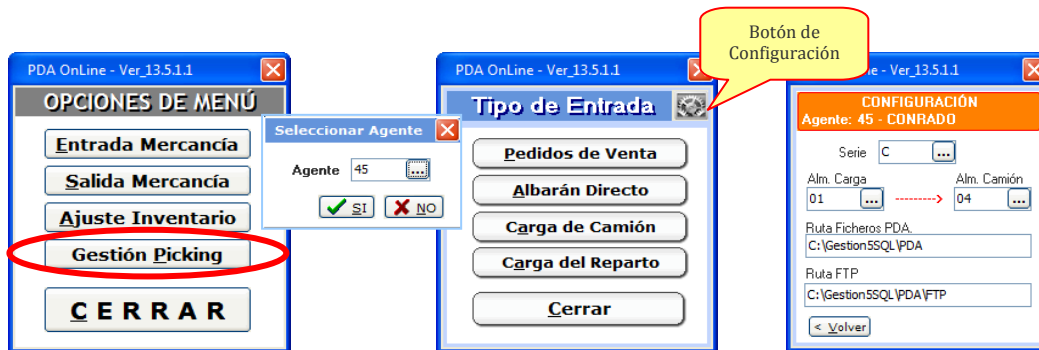 PDA OnLine - Ver_13.5.1.1
OPCIONES DE MENÚ
Entrada Mercancía
Salida Mercancía
Ajuste Inventario
Gestión Picking
CERRAR
Seleccionar Agente
Agente 45 ...
SI NO
PDA OnLine - Ver_13.5.1.1
Tipo de Entrada
Pedidos de Venta
Albarán Directo
Carga de Camión
Carga del Reparto
Cerrar
Botón de
Configuración
ne - Ver_13.5.1.1
CONFIGURACIÓN
Agente: 45 - CONRADO
Serie C ...
Alm. Carga Alm. Camión
01 ... --------> 04 ...
Ruta Ficheros PDA.
C:\Gestion5SQL\PDA
Ruta FTP
C:\Gestion5SQL\PDA\FTP
< Volver